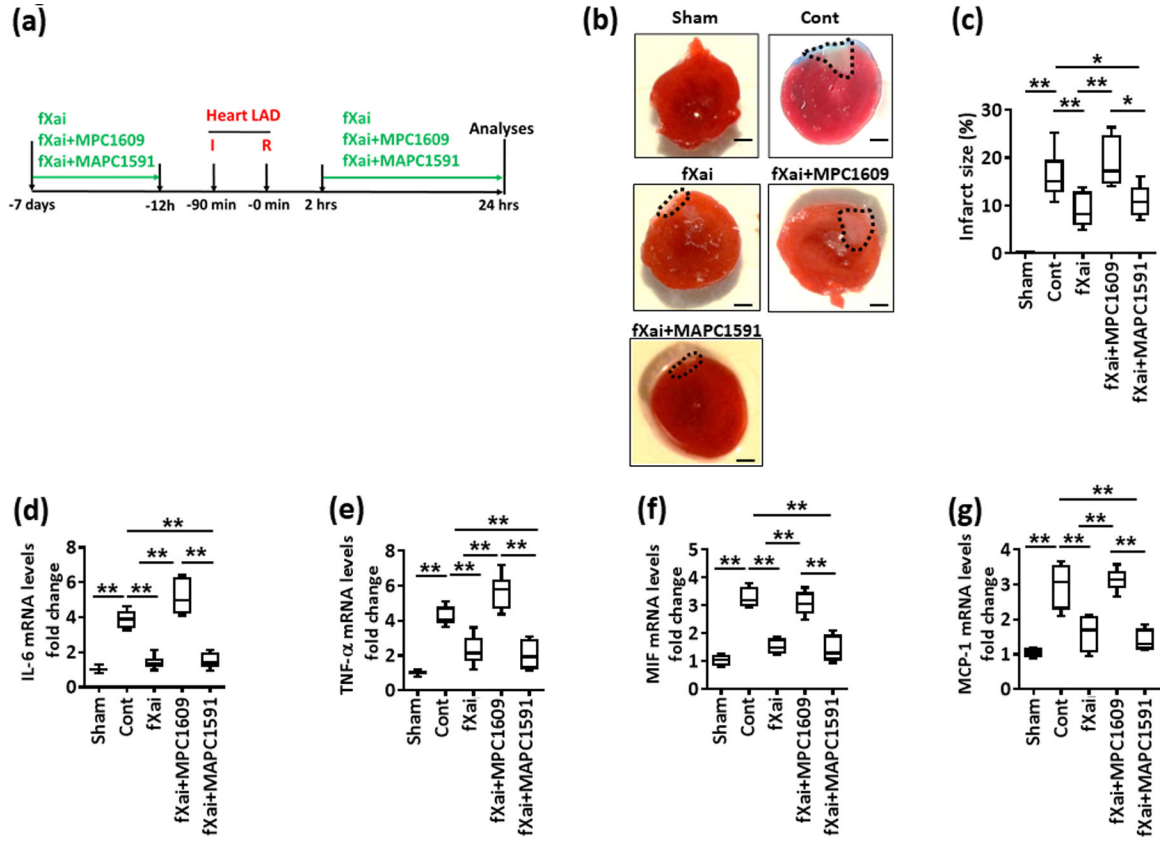 (a)
fXai
fXai+MPC1609
fXai+MAPC1591
Heart LAD
I R
fXai
fXai+MPC1609
fXai+MAPC1591
Analyses
-7 days -12h -90 min -0 min 2 hrs 24 hrs
(b)
Sham Cont
fXai fXai+MPC1609
fXai+MAPC1591
(c)
* 
** ** *
**
Infarct size (%)
30
20
10
0
Sham
Cont
fXai
fXai+MPC1609
fXai+MAPC1591
(d)
**
** **
** **
IL-6 mRNA levels
fold change
8
6
4
2
0
Sham
Cont
fXai
fXai+MPC1609
fXai+MAPC1591
(e)
**
** **
** **
TNF-α mRNA levels
fold change
8
6
4
2
0
Sham
Cont
fXai
fXai+MPC1609
fXai+MAPC1591
(f)
**
**
** ** **
MIF mRNA levels
fold change
5
4
3
2
1
0
Sham
Cont
fXai
fXai+MPC1609
fXai+MAPC1591
(g)
**
**
** ** **
MCP-1 mRNA levels
fold change
4
3
2
1
0
Sham
Cont
fXai
fXai+MPC1609
fXai+MAPC1591